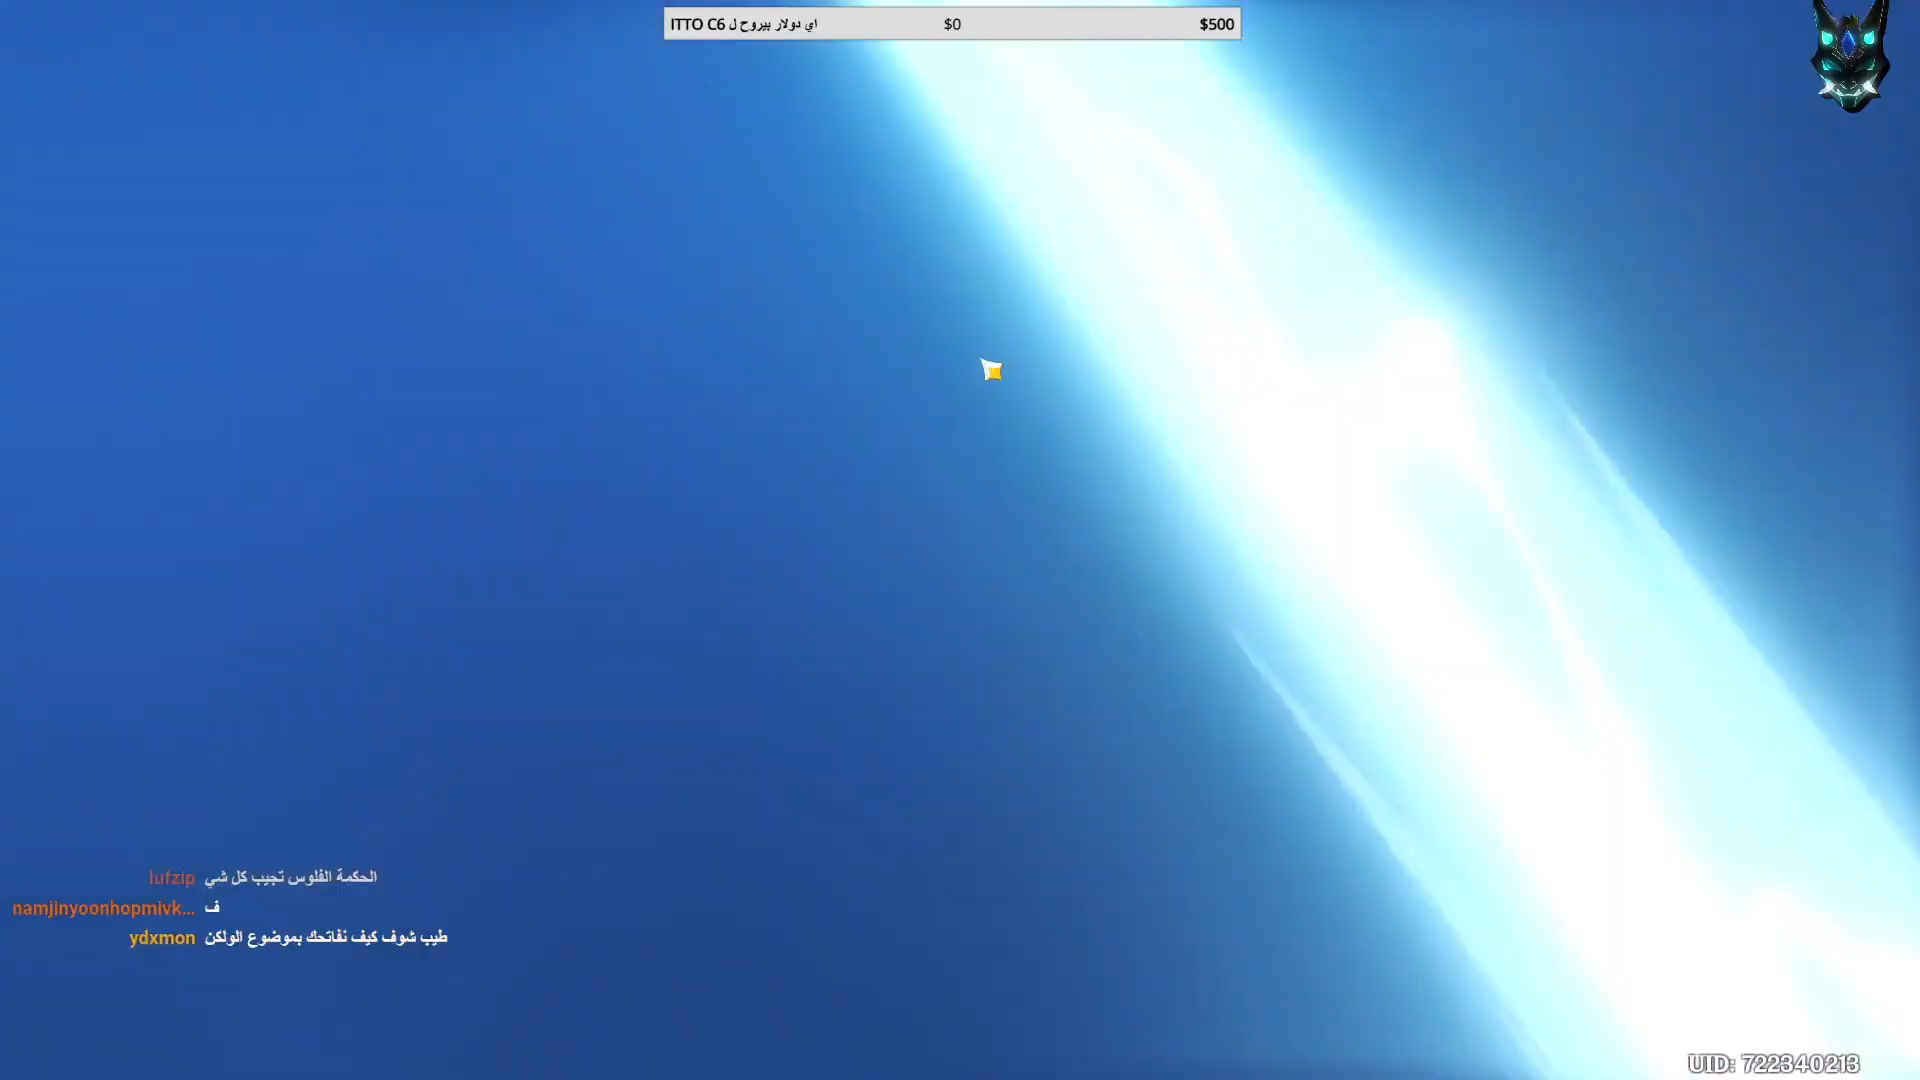 اي دولار بيروح ل ITTO C6 $0 $500
lufzip الحكمة الفلوس تجيب كل شي
namjinyoonhopmivk... ف
ydxmon طيب شوف كيف نفاتحك بموضوع الولكن
UID: 722340213